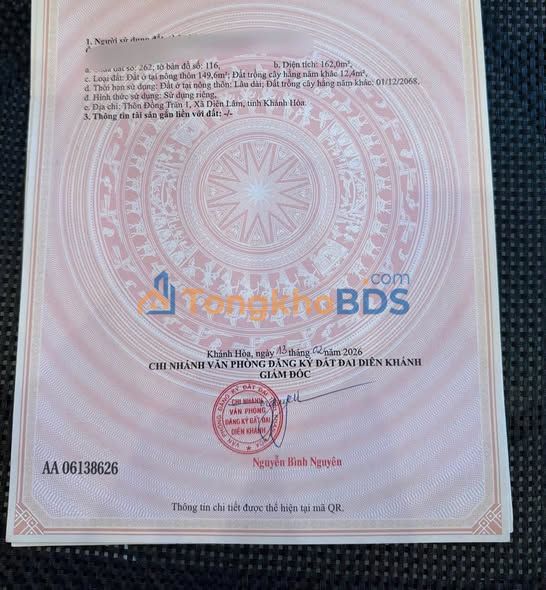 1. Người sử dụng đất
số: 262, tờ bản đồ số: 116, b. Diện tích: 162,0m²,
c. Loại đất: Đất ở tại nông thôn 149,6m²; Đất trồng cây hằng năm khác 12,4m²,
d. Thời hạn sử dụng: Đất ở tại nông thôn: Lâu dài; Đất trồng cây hằng năm khác: 01/12/2068,
đ. Hình thức sử dụng: Sử dụng riêng,
e. Địa chỉ: Thôn Đông Trăn 1, Xã Diên Lâm, tỉnh Khánh Hòa.
3. Thông tin tài sản gắn liền với đất: -/-
TongkhoBDS.com
Khánh Hòa, ngày 13 tháng 02 năm 2026
CHI NHÁNH VĂN PHÒNG ĐĂNG KÝ ĐẤT ĐAI DIÊN KHÁNH
GIÁM ĐỐC
CHI NHÁNH
VĂN PHÒNG
ĐĂNG KÝ ĐẤT ĐAI
DIÊN KHÁNH
Nguyễn Bình Nguyên
AA 06138626
Thông tin chi tiết được thể hiện tại mã QR.